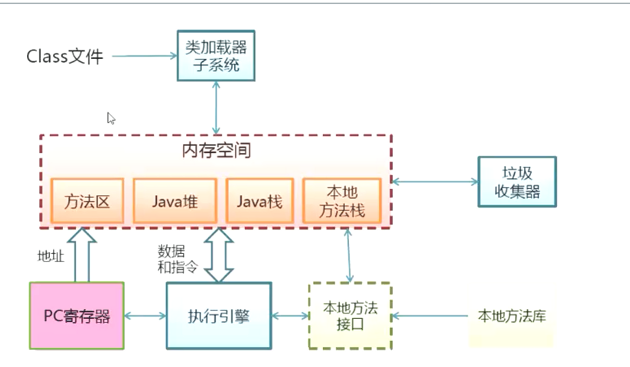 Class文件
类加载器
子系统
内存空间
方法区
Java堆
Java栈
本地
方法栈
垃圾
收集器
地址
数据
和指令
PC寄存器
执行引擎
本地方法
接口
本地方法库